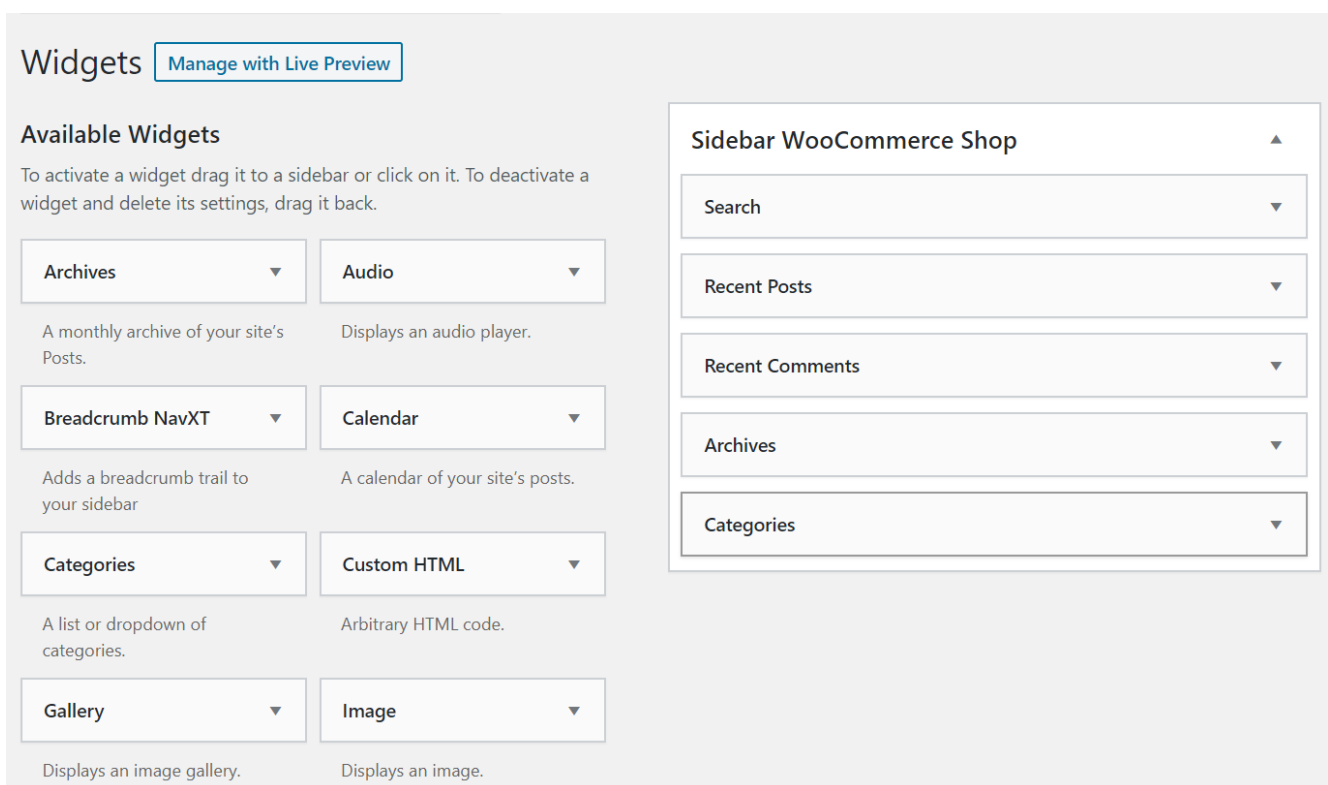 Widgets
Manage with Live Preview
Available Widgets
To activate a widget drag it to a sidebar or click on it. To deactivate a
widget and delete its settings, drag it back.
Archives
Audio
A monthly archive of your site’s
Posts.
Displays an audio player.
Breadcrumb NavXT
Calendar
Adds a breadcrumb trail to
your sidebar
A calendar of your site’s posts.
Categories
Custom HTML
A list or dropdown of
categories.
Arbitrary HTML code.
Gallery
Image
Displays an image gallery.
Displays an image.
Sidebar WooCommerce Shop
Search
Recent Posts
Recent Comments
Archives
Categories